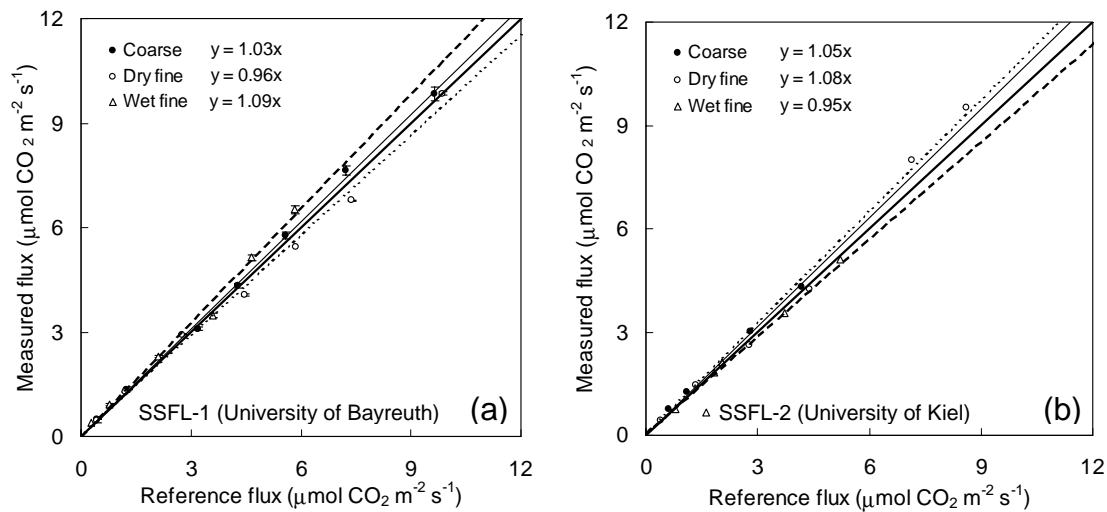 12
9
6
3
0
Measured flux (μmol CO2 m-2 s-1)
Coarse y = 1.03x
Dry fine y = 0.96x
Wet fine y = 1.09x
SSFL-1 (University of Bayreuth) (a)
0 3 6 9 12
Reference flux (μmol CO2 m-2 s-1)
12
9
6
3
0
Measured flux (μmol CO2 m-2 s-1)
Coarse y = 1.05x
Dry fine y = 1.08x
Wet fine y = 0.95x
SSFL-2 (University of Kiel) (b)
0 3 6 9 12
Reference flux (μmol CO2 m-2 s-1)